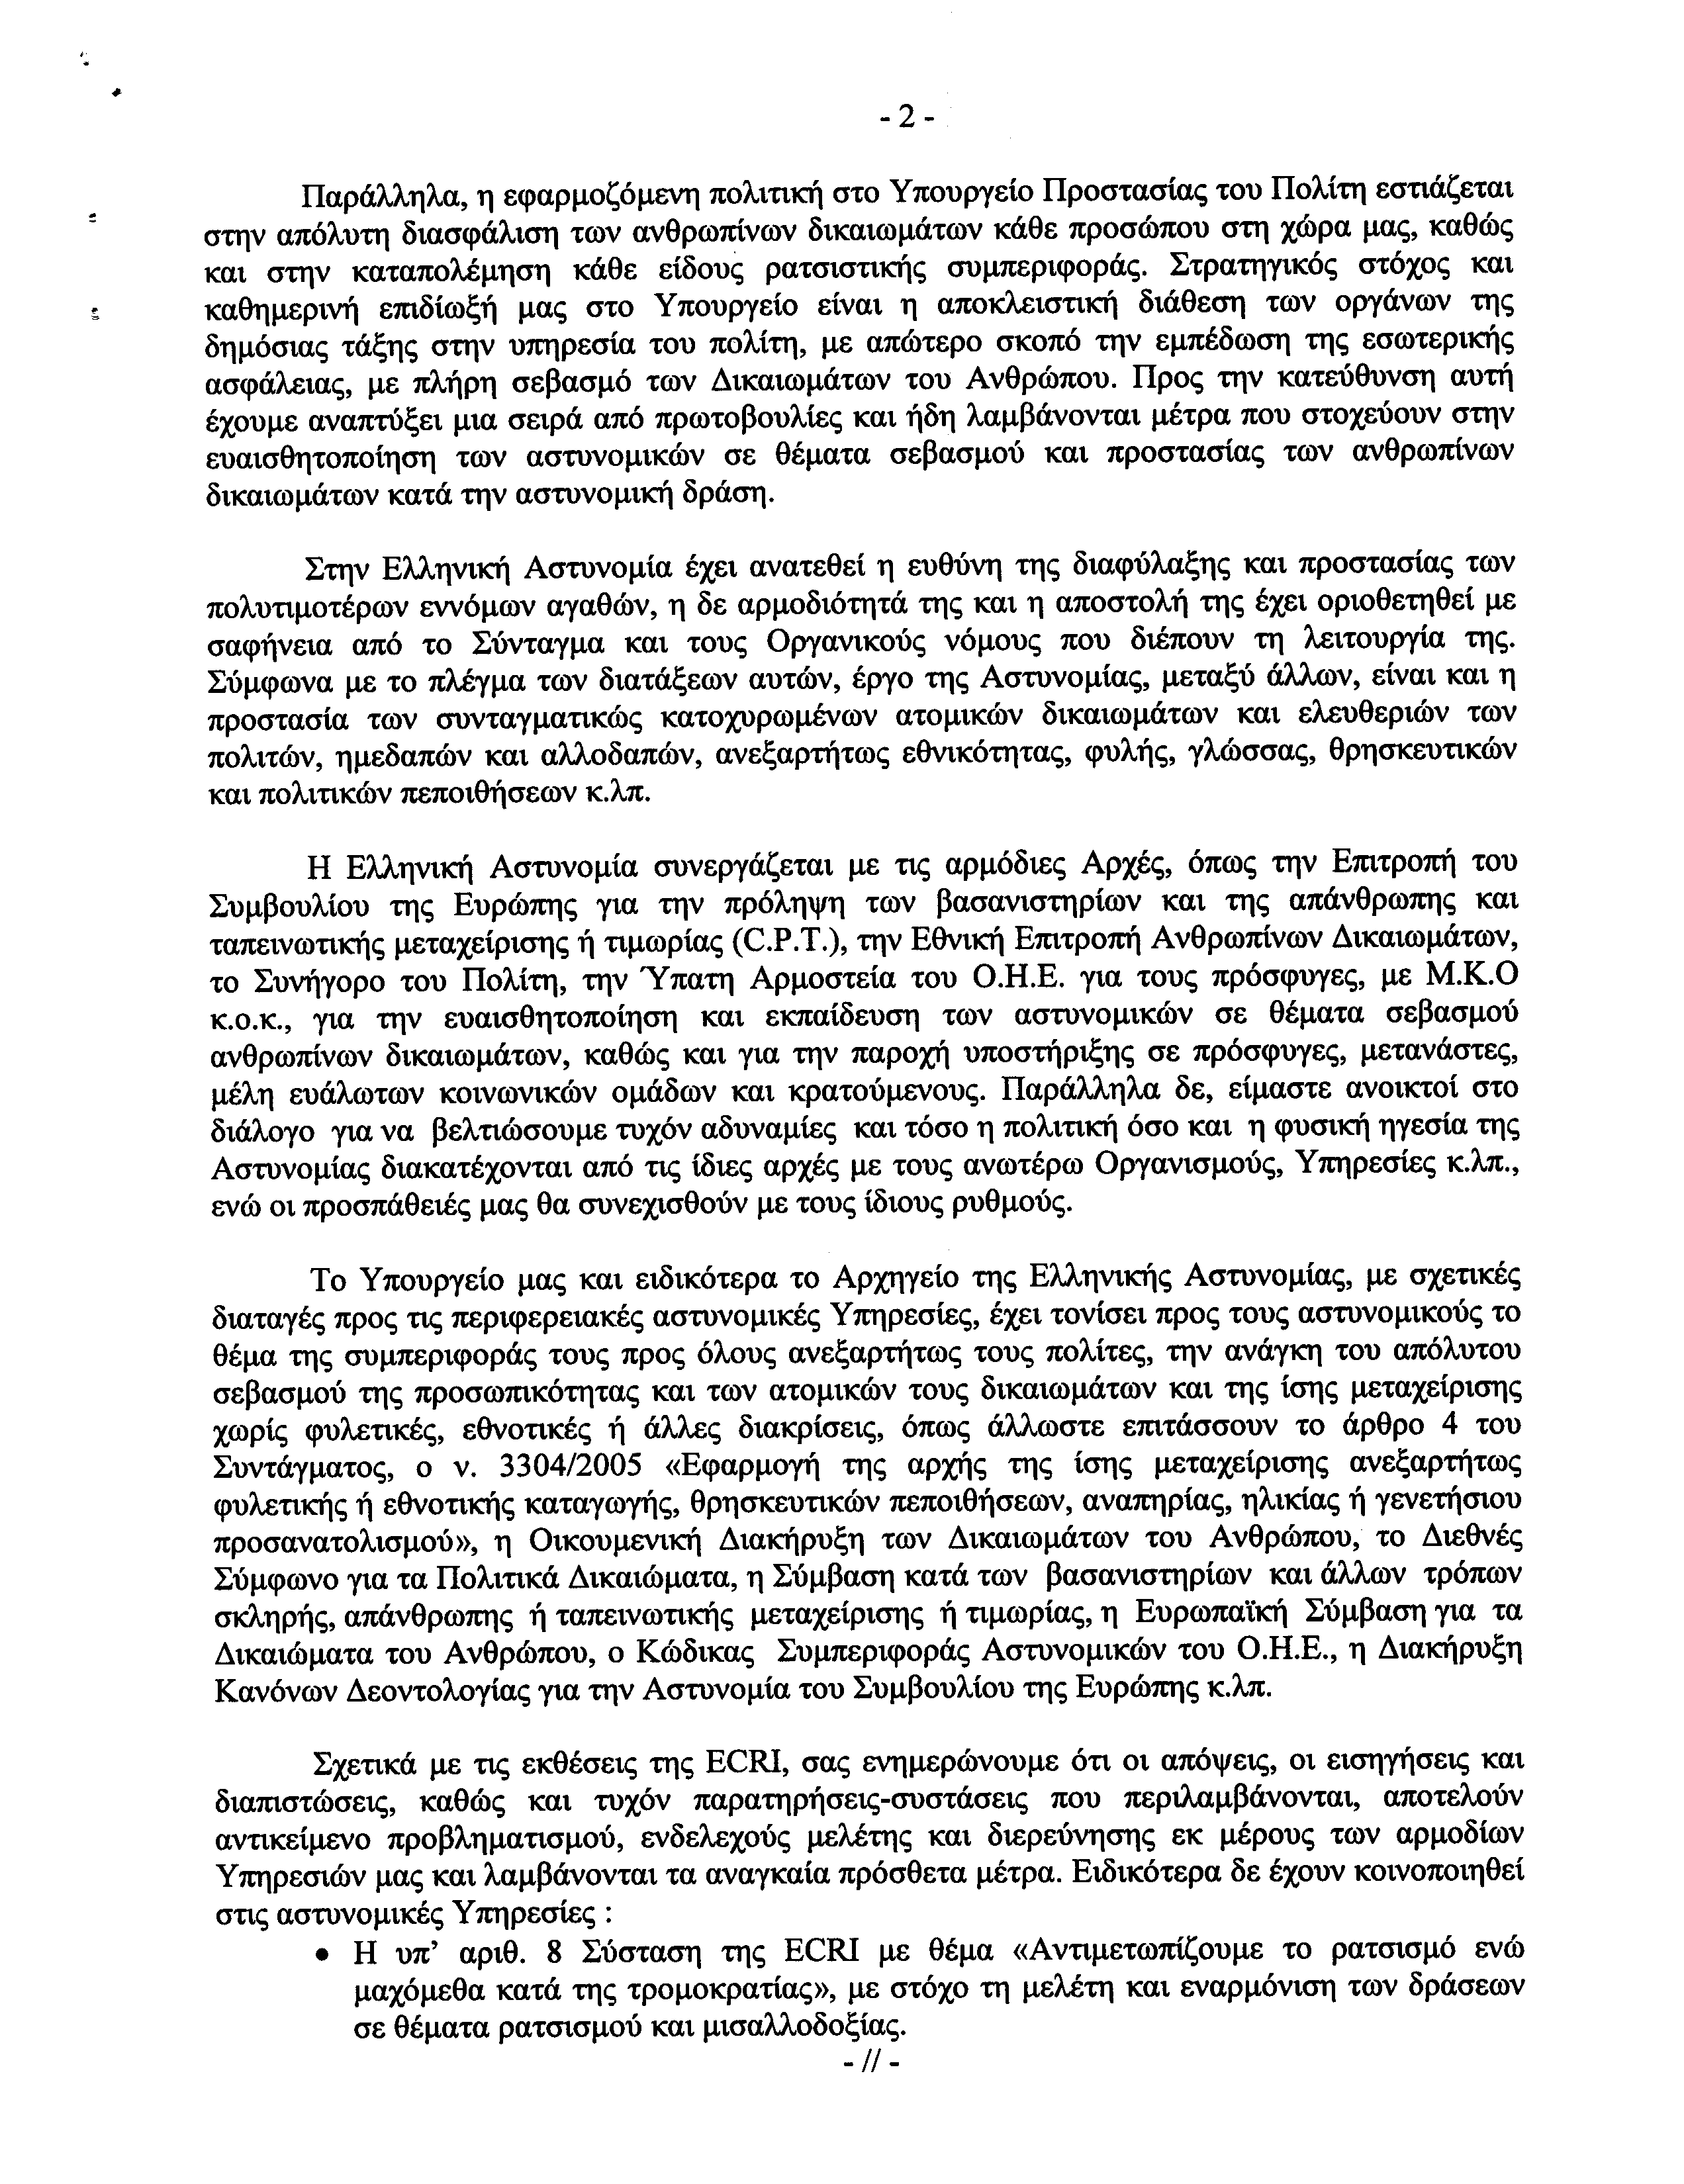 - 2 -
Παράλληλα, η εφαρμοζόμενη πολιτική στο Υπουργείο Προστασίας του Πολίτη εστιάζεται
στην απόλυτη διασφάλιση των ανθρωπίνων δικαιωμάτων κάθε προσώπου στη χώρα μας, καθώς
και στην καταπολέμηση κάθε είδους ρατσιστικής συμπεριφοράς. Στρατηγικός στόχος και
καθημερινή επιδίωξή μας στο Υπουργείο είναι η αποκλειστική διάθεση των οργάνων της
δημόσιας τάξης στην υπηρεσία του πολίτη, με απώτερο σκοπό την εμπέδωση της εσωτερικής
ασφάλειας, με πλήρη σεβασμό των Δικαιωμάτων του Ανθρώπου. Προς την κατεύθυνση αυτή
έχουμε αναπτύξει μια σειρά από πρωτοβουλίες και ήδη λαμβάνονται μέτρα που στοχεύουν στην
ευαισθητοποίηση των αστυνομικών σε θέματα σεβασμού και προστασίας των ανθρωπίνων
δικαιωμάτων κατά την αστυνομική δράση.
Στην Ελληνική Αστυνομία έχει ανατεθεί η ευθύνη της διαφύλαξης και προστασίας των
πολυτιμοτέρων εννόμων αγαθών, η δε αρμοδιότητά της και η αποστολή της έχει οριοθετηθεί με
σαφήνεια από το Σύνταγμα και τους Οργανικούς νόμους που διέπουν τη λειτουργία της.
Σύμφωνα με το πλέγμα των διατάξεων αυτών, έργο της Αστυνομίας, μεταξύ άλλων, είναι και η
προστασία των συνταγματικώς κατοχυρωμένων ατομικών δικαιωμάτων και ελευθεριών των
πολιτών, ημεδαπών και αλλοδαπών, ανεξαρτήτως εθνικότητας, φυλής, γλώσσας, θρησκευτικών
και πολιτικών πεποιθήσεων κ.λπ.
Η Ελληνική Αστυνομία συνεργάζεται με τις αρμόδιες Αρχές, όπως την Επιτροπή του
Συμβουλίου της Ευρώπης για την πρόληψη των βασανιστηρίων και της απάνθρωπης και
ταπεινωτικής μεταχείρισης ή τιμωρίας (C.P.T.), την Εθνική Επιτροπή Ανθρωπίνων Δικαιωμάτων,
το Συνήγορο του Πολίτη, την Ύπατη Αρμοστεία του Ο.Η.Ε. για τους πρόσφυγες, με Μ.Κ.Ο
κ.ο.κ., για την ευαισθητοποίηση και εκπαίδευση των αστυνομικών σε θέματα σεβασμού
ανθρωπίνων δικαιωμάτων, καθώς και για την παροχή υποστήριξης σε πρόσφυγες, μετανάστες,
μέλη ευάλωτων κοινωνικών ομάδων και κρατούμενους. Παράλληλα δε, είμαστε ανοικτοί στο
διάλογο για να βελτιώσουμε τυχόν αδυναμίες και τόσο η πολιτική όσο και η φυσική ηγεσία της
Αστυνομίας διακατέχονται από τις ίδιες αρχές με τους ανωτέρω Οργανισμούς, Υπηρεσίες κ.λπ.,
ενώ οι προσπάθειές μας θα συνεχισθούν με τους ίδιους ρυθμούς.
Το Υπουργείο μας και ειδικότερα το Αρχηγείο της Ελληνικής Αστυνομίας, με σχετικές
διαταγές προς τις περιφερειακές αστυνομικές Υπηρεσίες, έχει τονίσει προς τους αστυνομικούς το
θέμα της συμπεριφοράς τους προς όλους ανεξαρτήτως τους πολίτες, την ανάγκη του απόλυτου
σεβασμού της προσωπικότητας και των ατομικών τους δικαιωμάτων και της ίσης μεταχείρισης
χωρίς φυλετικές, εθνοτικές ή άλλες διακρίσεις, όπως άλλωστε επιτάσσουν το άρθρο 4 του
Συντάγματος, ο ν. 3304/2005 «Εφαρμογή της αρχής της ίσης μεταχείρισης ανεξαρτήτως
φυλετικής ή εθνοτικής καταγωγής, θρησκευτικών πεποιθήσεων, αναπηρίας, ηλικίας ή γενετήσιου
προσανατολισμού», η Οικουμενική Διακήρυξη των Δικαιωμάτων του Ανθρώπου, το Διεθνές
Σύμφωνο για τα Πολιτικά Δικαιώματα, η Σύμβαση κατά των βασανιστηρίων και άλλων τρόπων
σκληρής, απάνθρωπης ή ταπεινωτικής μεταχείρισης ή τιμωρίας, η Ευρωπαϊκή Σύμβαση για τα
Δικαιώματα του Ανθρώπου, ο Κώδικας Συμπεριφοράς Αστυνομικών του Ο.Η.Ε., η Διακήρυξη
Κανόνων Δεοντολογίας για την Αστυνομία του Συμβουλίου της Ευρώπης κ.λπ.
Σχετικά με τις εκθέσεις της ECRI, σας ενημερώνουμε ότι οι απόψεις, οι εισηγήσεις και
διαπιστώσεις, καθώς και τυχόν παρατηρήσεις-συστάσεις που περιλαμβάνονται, αποτελούν
αντικείμενο προβληματισμού, ενδελεχούς μελέτης και διερεύνησης εκ μέρους των αρμοδίων
Υπηρεσιών μας και λαμβάνονται τα αναγκαία πρόσθετα μέτρα. Ειδικότερα δε έχουν κοινοποιηθεί
στις αστυνομικές Υπηρεσίες :
• Η υπ’ αριθ. 8 Σύσταση της ECRI με θέμα «Αντιμετωπίζουμε το ρατσισμό ενώ
μαχόμεθα κατά της τρομοκρατίας», με στόχο τη μελέτη και εναρμόνιση των δράσεων
σε θέματα ρατσισμού και μισαλλοδοξίας.
- // -